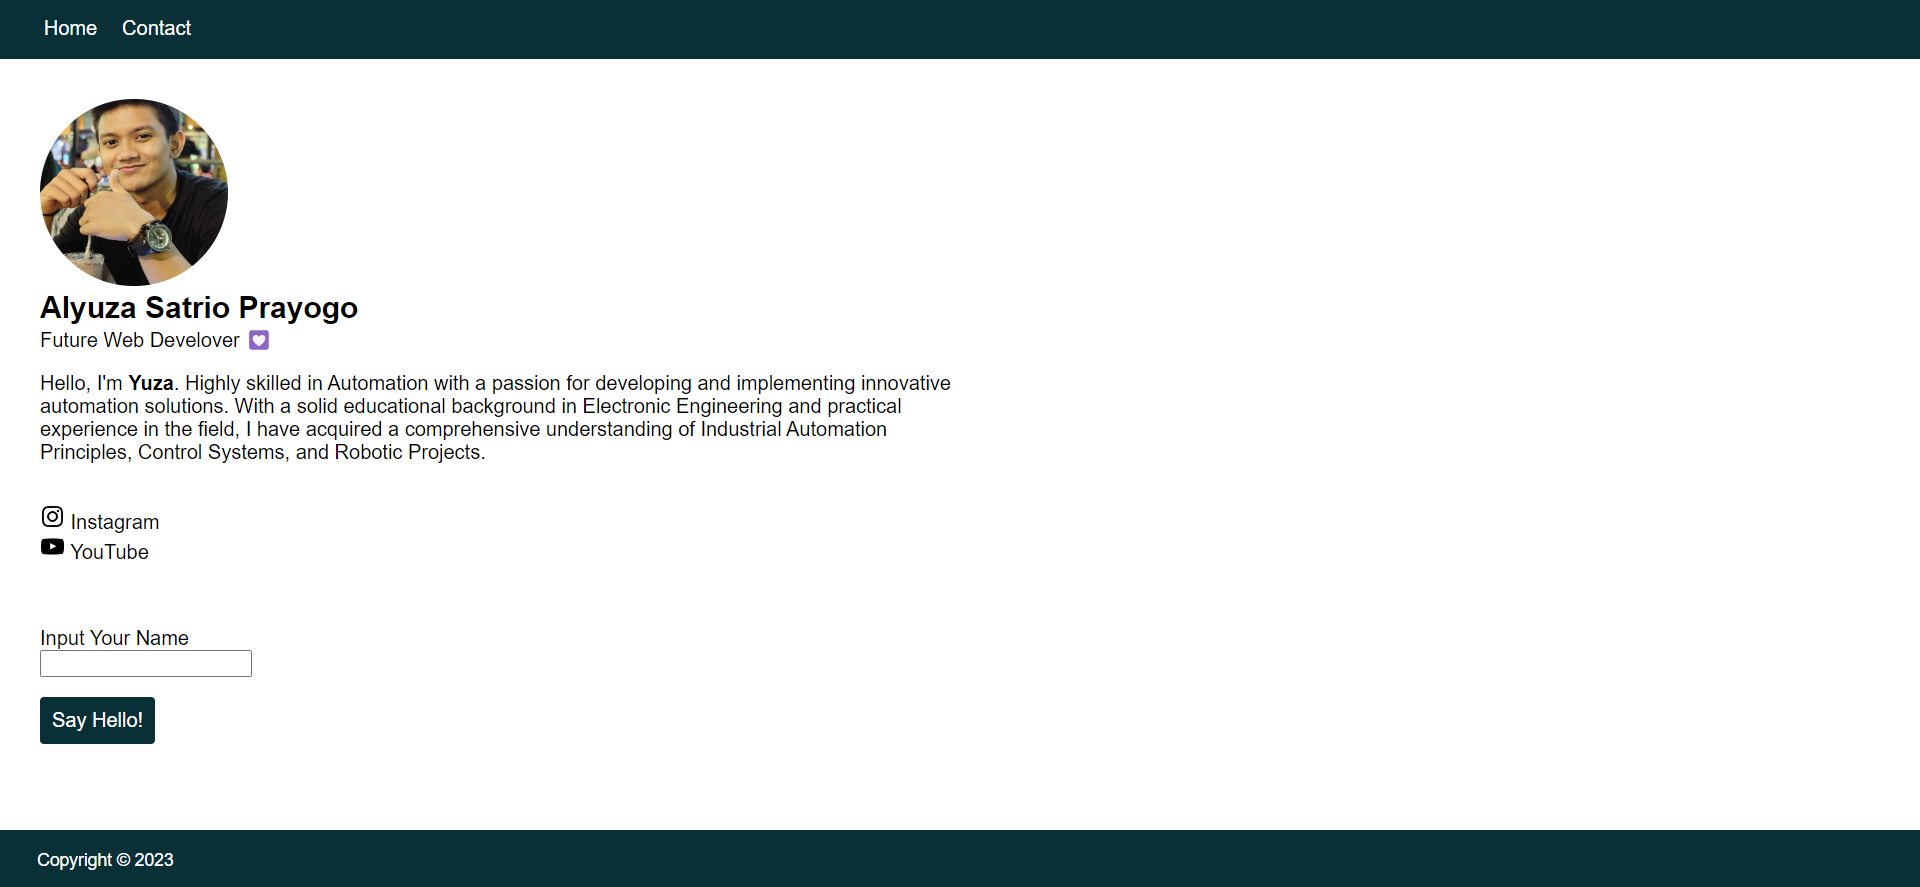 Home Contact
Alyuza Satrio Prayogo
Future Web Develover 💟
Hello, I'm Yuza. Highly skilled in Automation with a passion for developing and implementing innovative
automation solutions. With a solid educational background in Electronic Engineering and practical
experience in the field, I have acquired a comprehensive understanding of Industrial Automation
Principles, Control Systems, and Robotic Projects.
Instagram
YouTube
Input Your Name
Say Hello!
Copyright © 2023